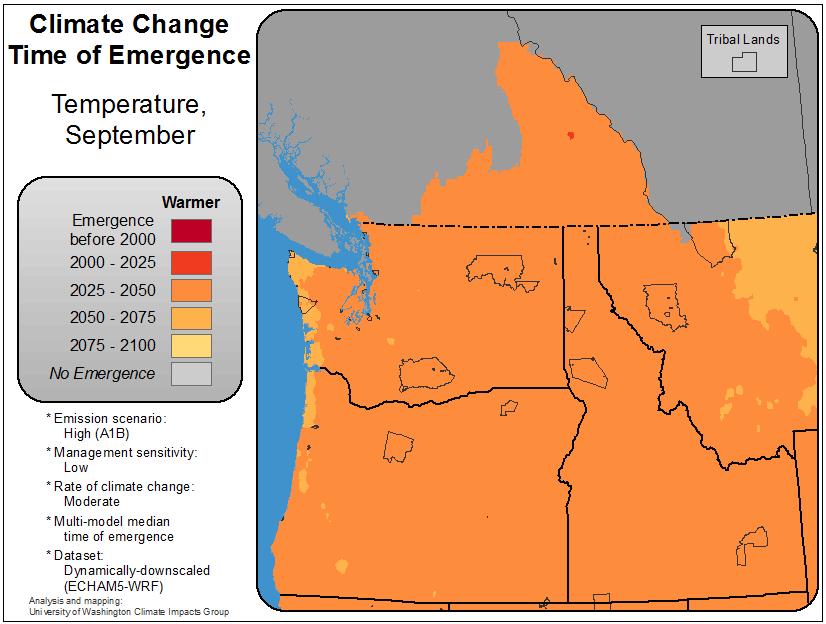 Climate Change
Time of Emergence
Temperature,
September
Warmer
Emergence
before 2000
2000 - 2025
2025 - 2050
2050 - 2075
2075 - 2100
No Emergence
* Emission scenario:
High (A1B)
* Management sensitivity:
Low
* Rate of climate change:
Moderate
* Multi-model median
time of emergence
* Dataset:
Dynamically-downscaled
(ECHAM5-WRF)
Analysis and mapping:
University of Washington Climate Impacts Group
Tribal Lands